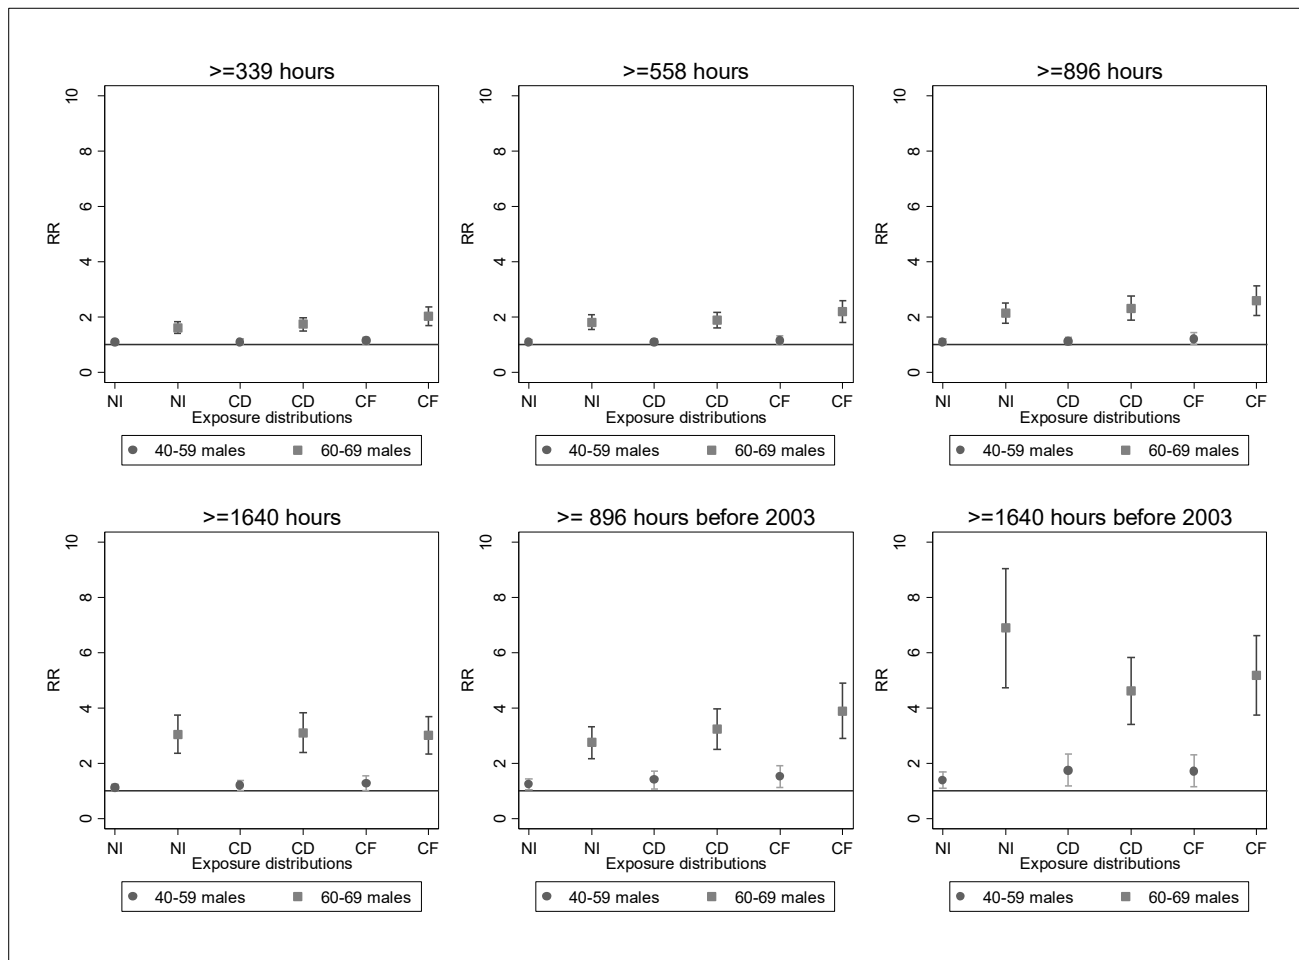 >=339 hours
10
8
6
4
2
0
RR
NI NI CD CD CF CF
Exposure distributions
40-59 males 60-69 males
>=558 hours
10
8
6
4
2
0
RR
NI NI CD CD CF CF
Exposure distributions
40-59 males 60-69 males
>=896 hours
10
8
6
4
2
0
RR
NI NI CD CD CF CF
Exposure distributions
40-59 males 60-69 males
>=1640 hours
10
8
6
4
2
0
RR
NI NI CD CD CF CF
Exposure distributions
40-59 males 60-69 males
>= 896 hours before 2003
10
8
6
4
2
0
RR
NI NI CD CD CF CF
Exposure distributions
40-59 males 60-69 males
>=1640 hours before 2003
10
8
6
4
2
0
RR
NI NI CD CD CF CF
Exposure distributions
40-59 males 60-69 males